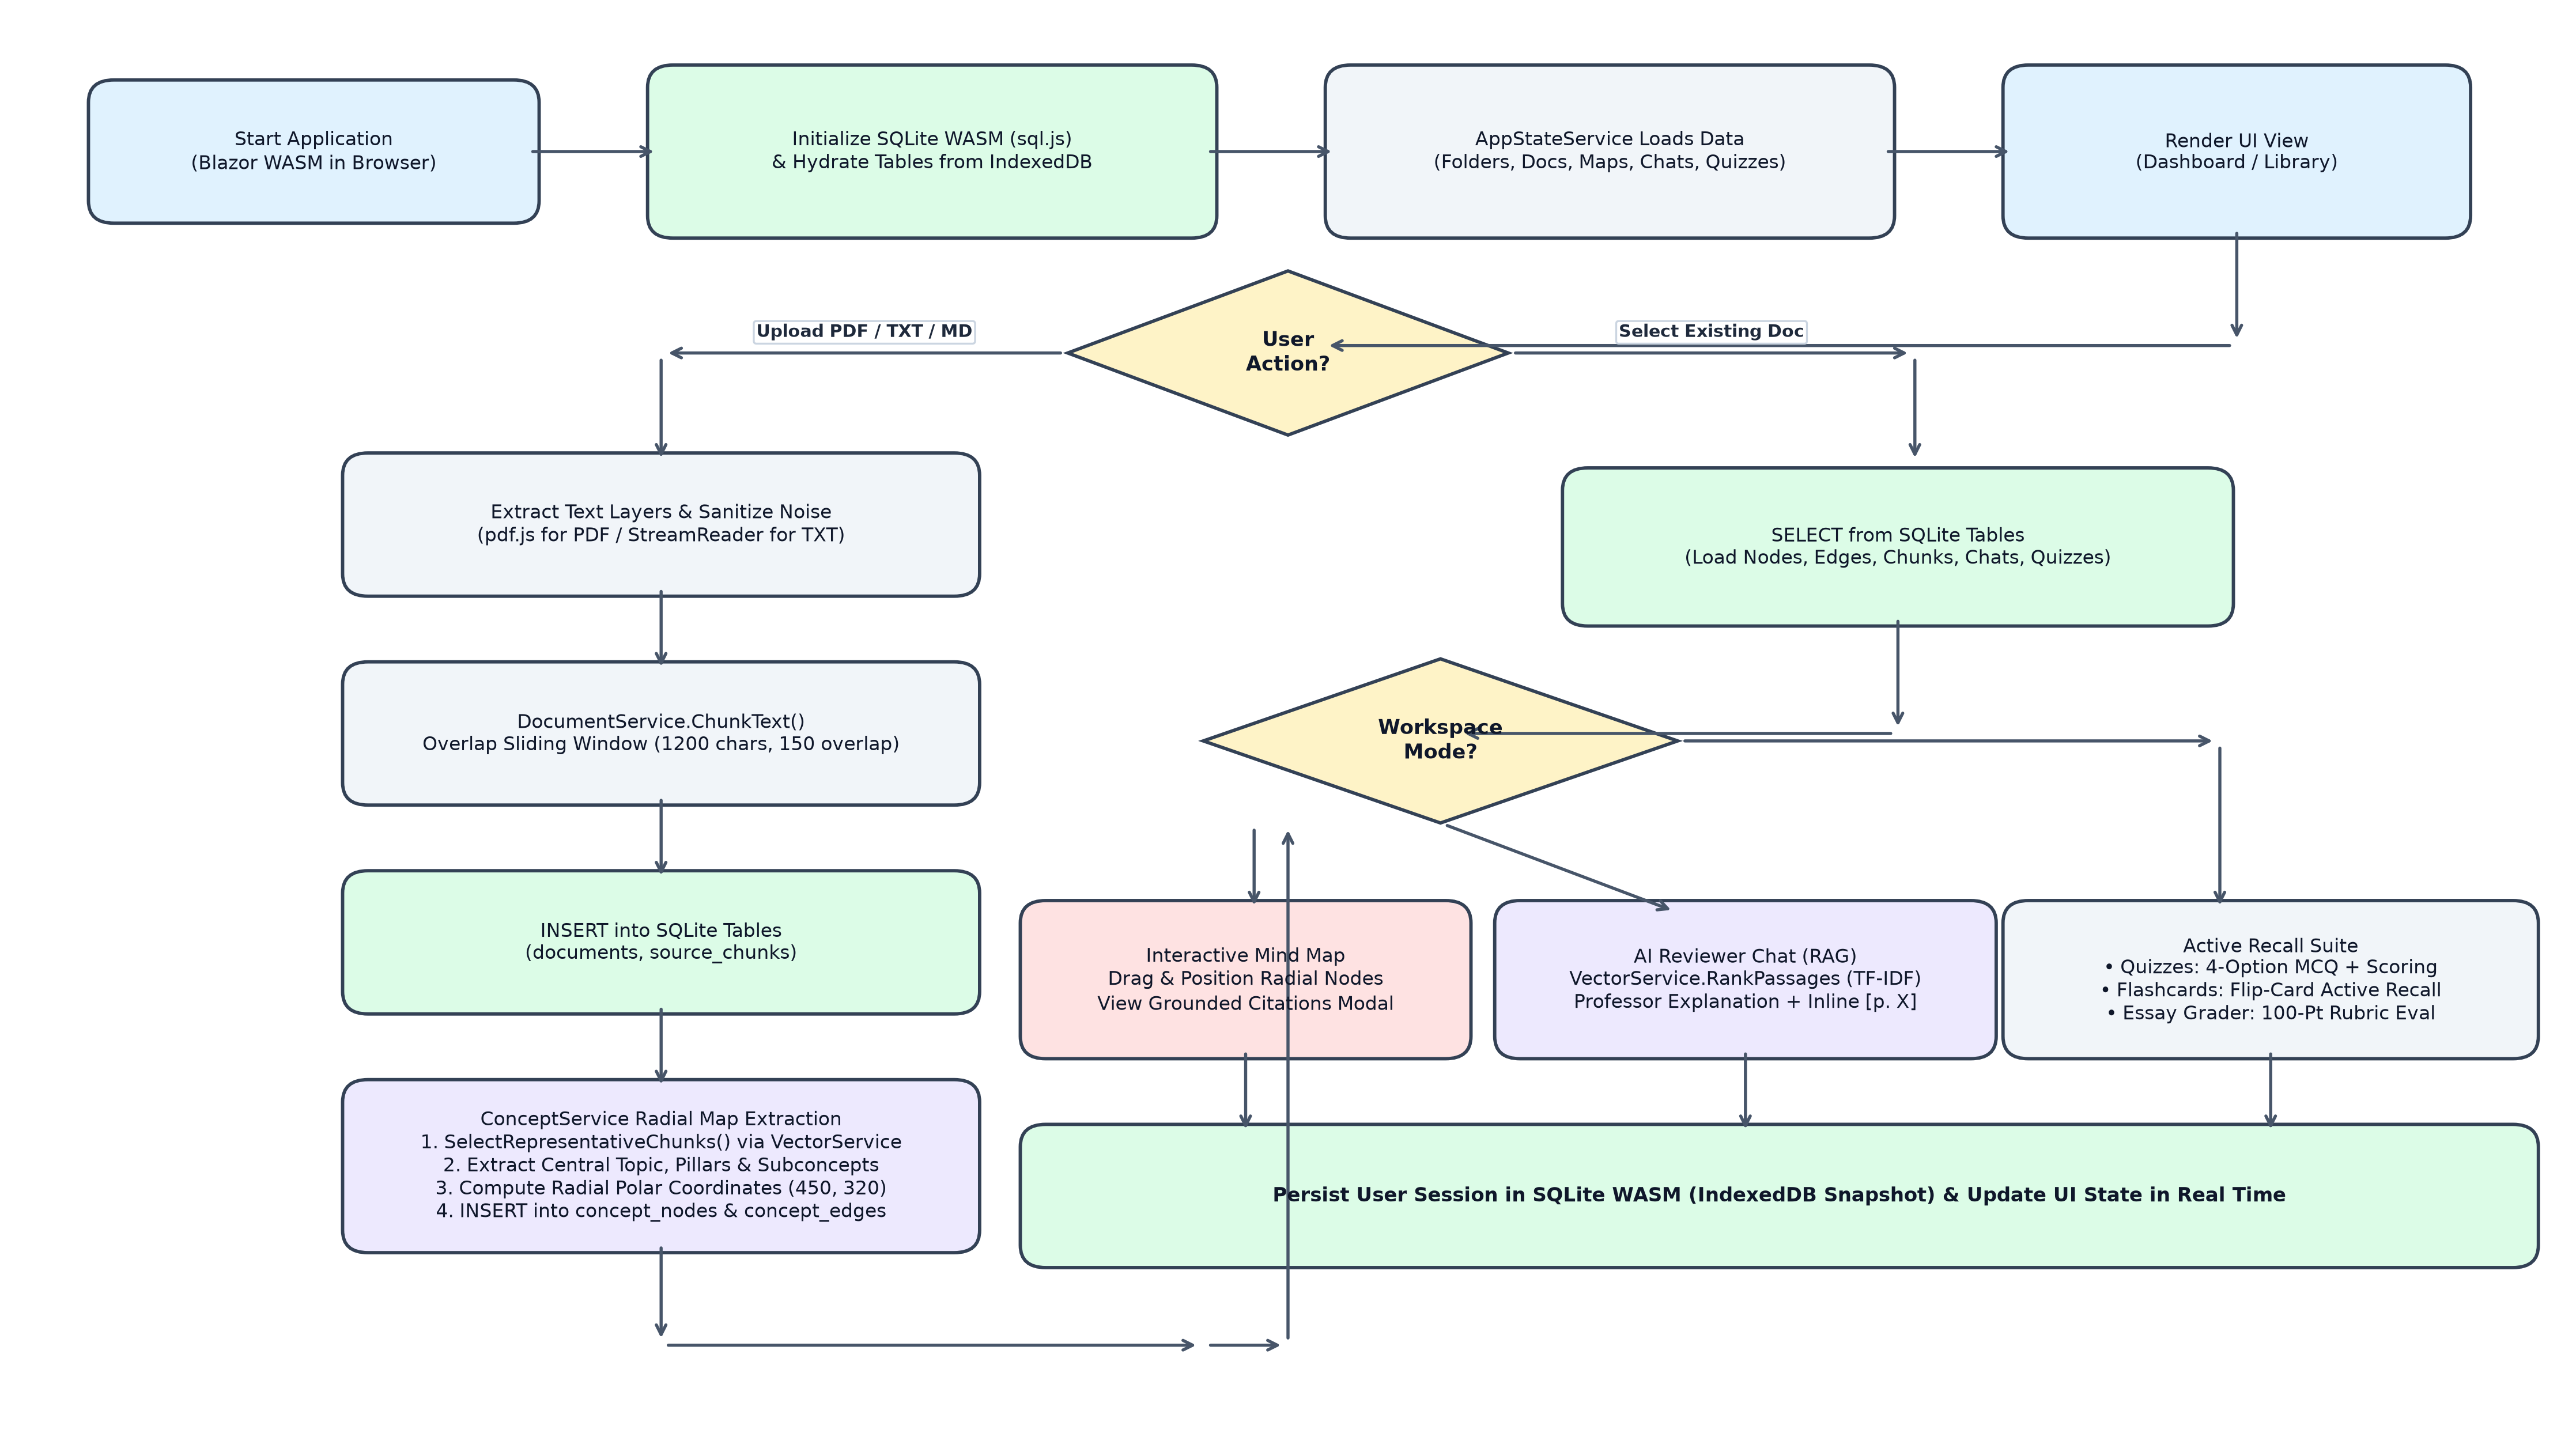 Start Application
(Blazor WASM in Browser)
Initialize SQLite WASM (sql.js)
& Hydrate Tables from IndexedDB
AppStateService Loads Data
(Folders, Docs, Maps, Chats, Quizzes)
Render UI View
(Dashboard / Library)
Upload PDF / TXT / MD
User
Action?
Select Existing Doc
Extract Text Layers & Sanitize Noise
(pdf.js for PDF / StreamReader for TXT)
SELECT from SQLite Tables
(Load Nodes, Edges, Chunks, Chats, Quizzes)
DocumentService.ChunkText()
Overlap Sliding Window (1200 chars, 150 overlap)
Workspace
Mode?
INSERT into SQLite Tables
(documents, source_chunks)
Interactive Mind Map
Drag & Position Radial Nodes
View Grounded Citations Modal
AI Reviewer Chat (RAG)
VectorService.RankPassages (TF-IDF)
Professor Explanation + Inline [p. X]
Active Recall Suite
• Quizzes: 4-Option MCQ + Scoring
• Flashcards: Flip-Card Active Recall
• Essay Grader: 100-Pt Rubric Eval
ConceptService Radial Map Extraction
1. SelectRepresentativeChunks() via VectorService
2. Extract Central Topic, Pillars & Subconcepts
3. Compute Radial Polar Coordinates (450, 320)
4. INSERT into concept_nodes & concept_edges
Persist User Session in SQLite WASM (IndexedDB Snapshot) & Update UI State in Real Time